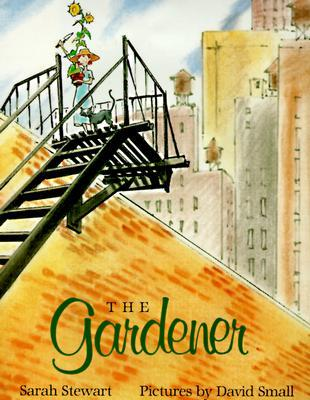 THE
Gardener
Sarah Stewart Pictures by David Small